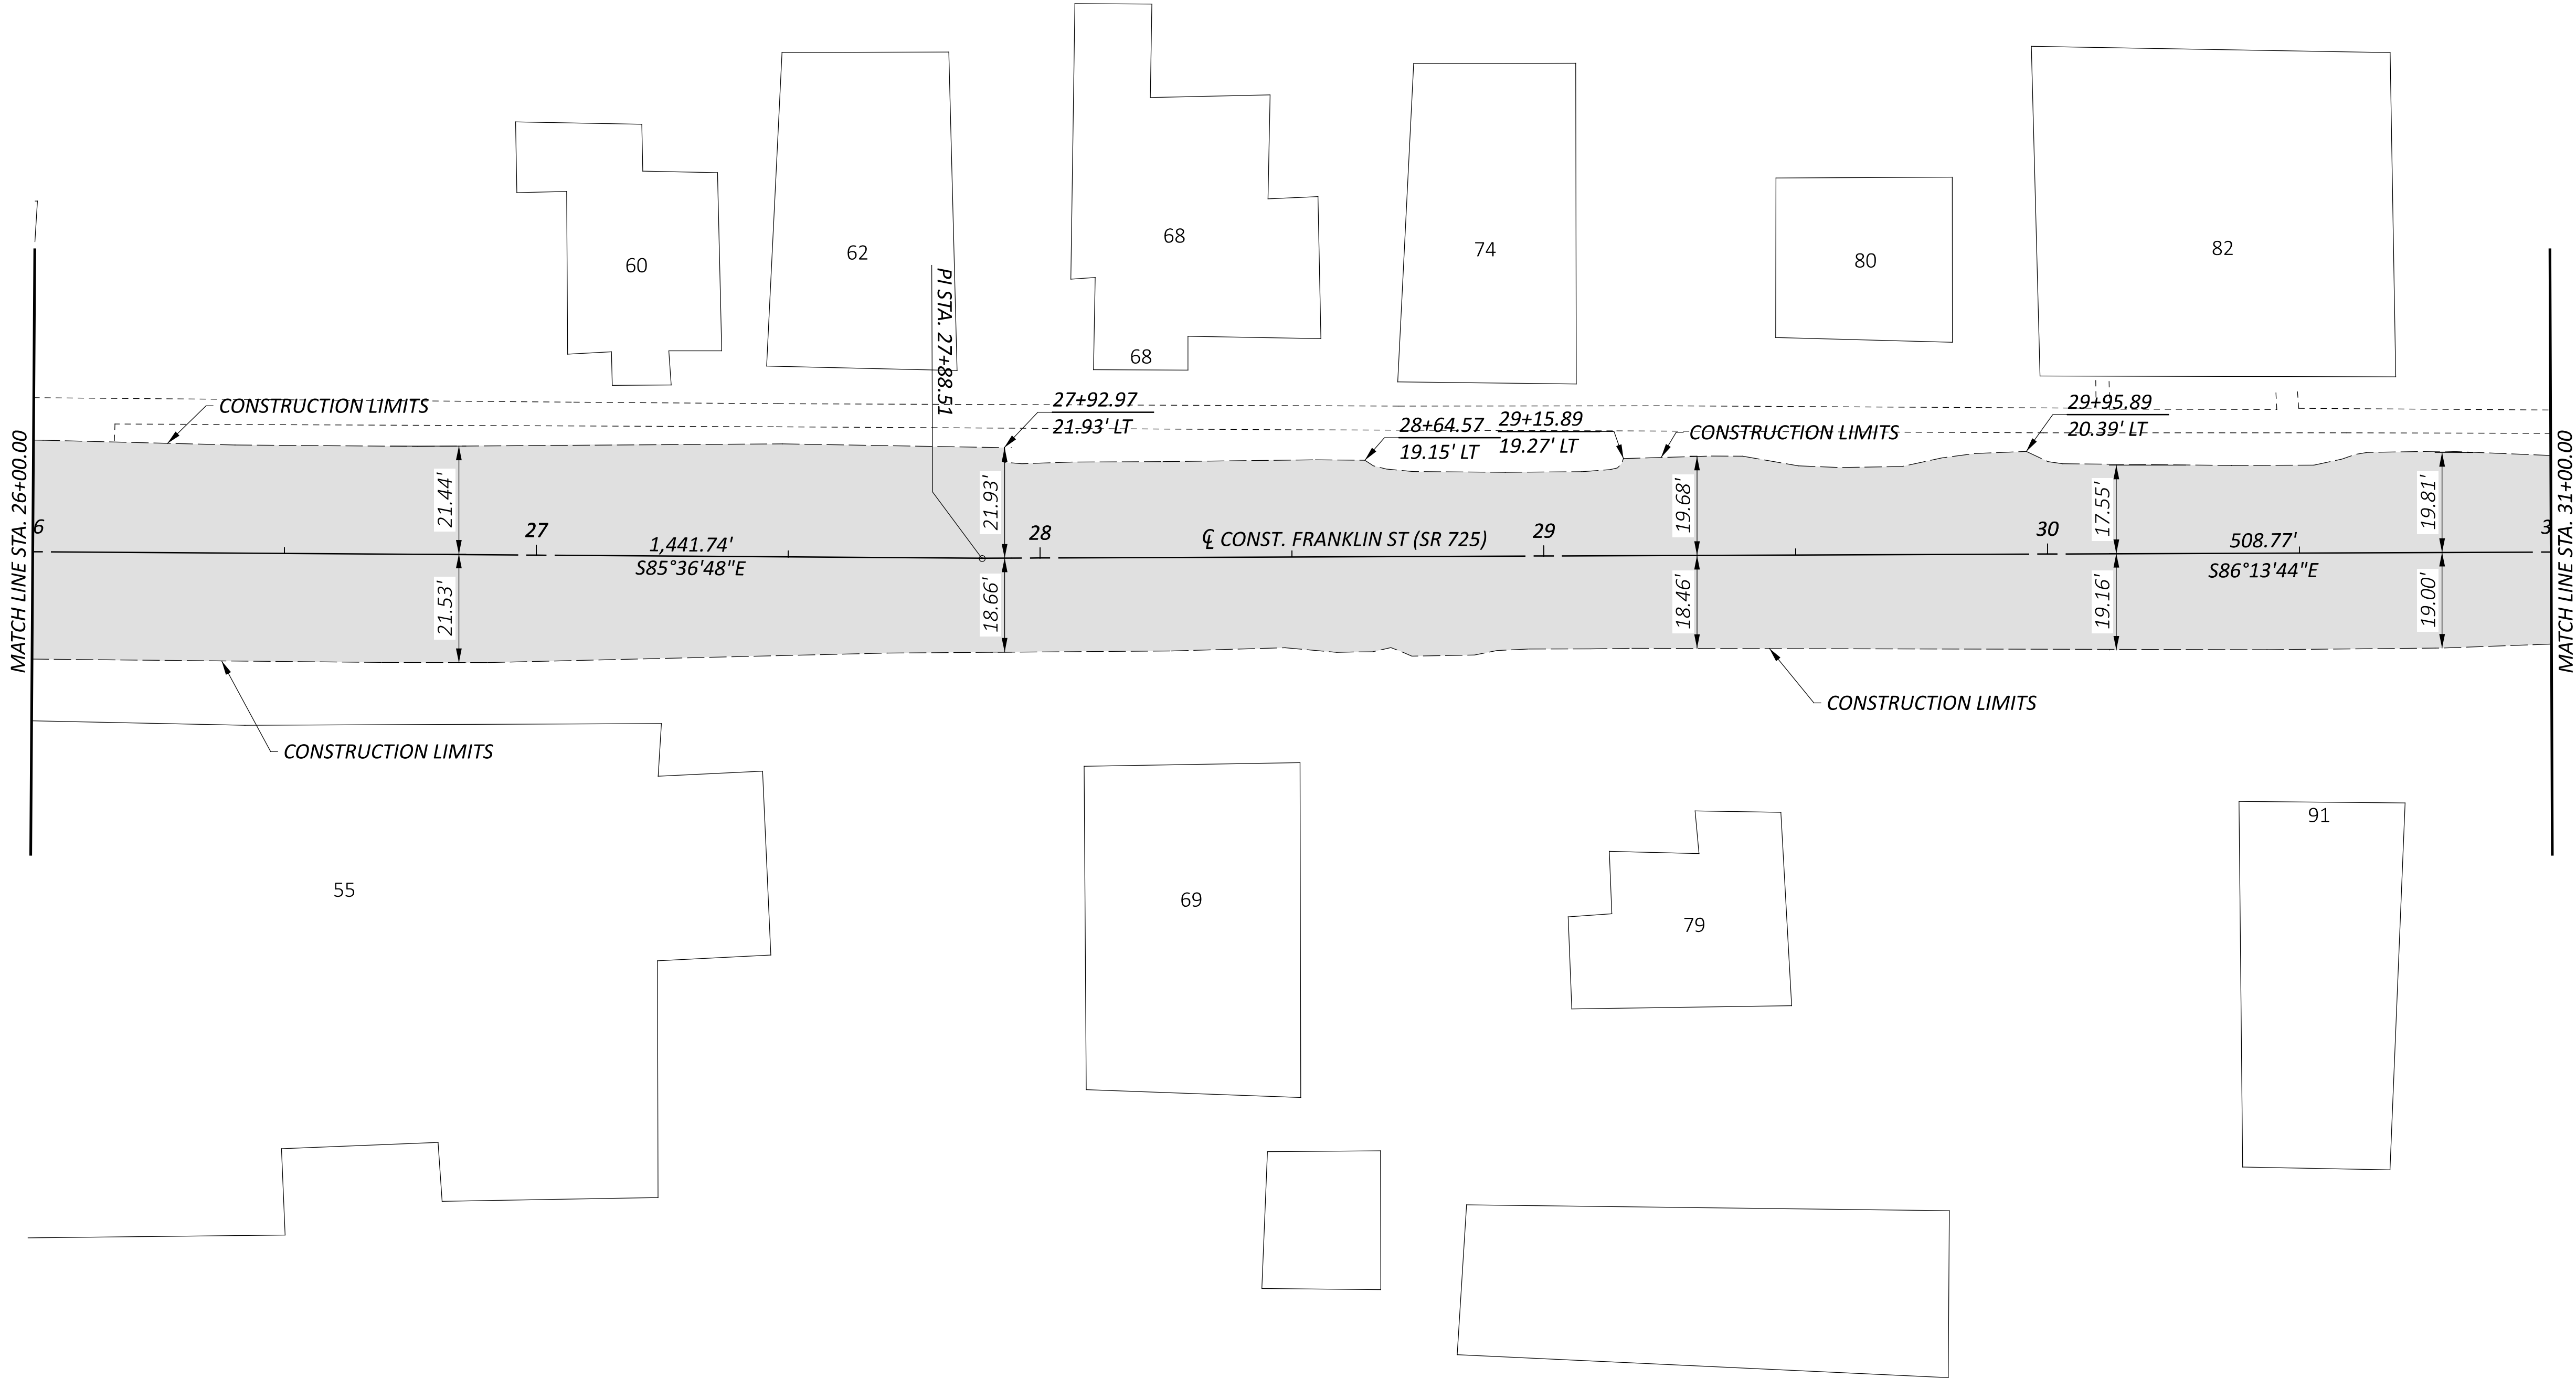 68
60
62
68
74
80
82
68
PI STA. 27+88.51
CONSTRUCTION LIMITS
27+92.97
21.93' LT
28+64.57
19.15' LT
29+15.89
19.27' LT
CONSTRUCTION LIMITS
29+95.89
20.39' LT
MATCH LINE STA. 26+00.00
6
21.44'
27
1,441.74'
S85°36'48"E
21.53'
21.93'
18.66'
28
℄ CONST. FRANKLIN ST (SR 725)
29
19.68'
18.46'
30
17.55'
19.16'
508.77'
S86°13'44"E
19.81'
19.00'
3
MATCH LINE STA. 31+00.00
CONSTRUCTION LIMITS
CONSTRUCTION LIMITS
55
69
79
91